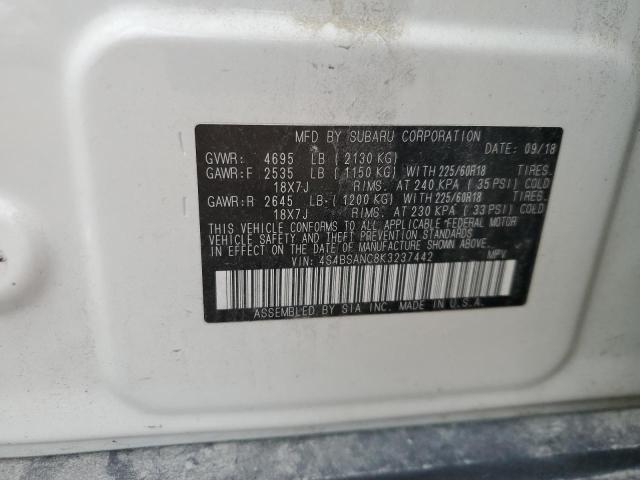 MFD BY SUBARU CORPORATION
DATE: 09/18
GVWR: 4695 LB (2130 KG)
GAWR:F 2535 LB (1150 KG) WITH 225/60R18 TIRES,
18X7J RIMS. AT 240 KPA (35 PSI) COLD
GAWR:R 2645 LB (1200 KG) WITH 225/60R18 TIRES,
18X7J RIMS. AT 230 KPA (33 PSI) COLD
THIS VEHICLE CONFORMS TO ALL APPLICABLE FEDERAL MOTOR
VEHICLE SAFETY, BUMPER, AND THEFT PREVENTION STANDARDS
IN EFFECT ON THE DATE OF MANUFACTURE SHOWN ABOVE.
VIN: 4S4BSANC8K3237442 MPV
ASSEMBLED BY SIA INC. MADE IN U.S.A.